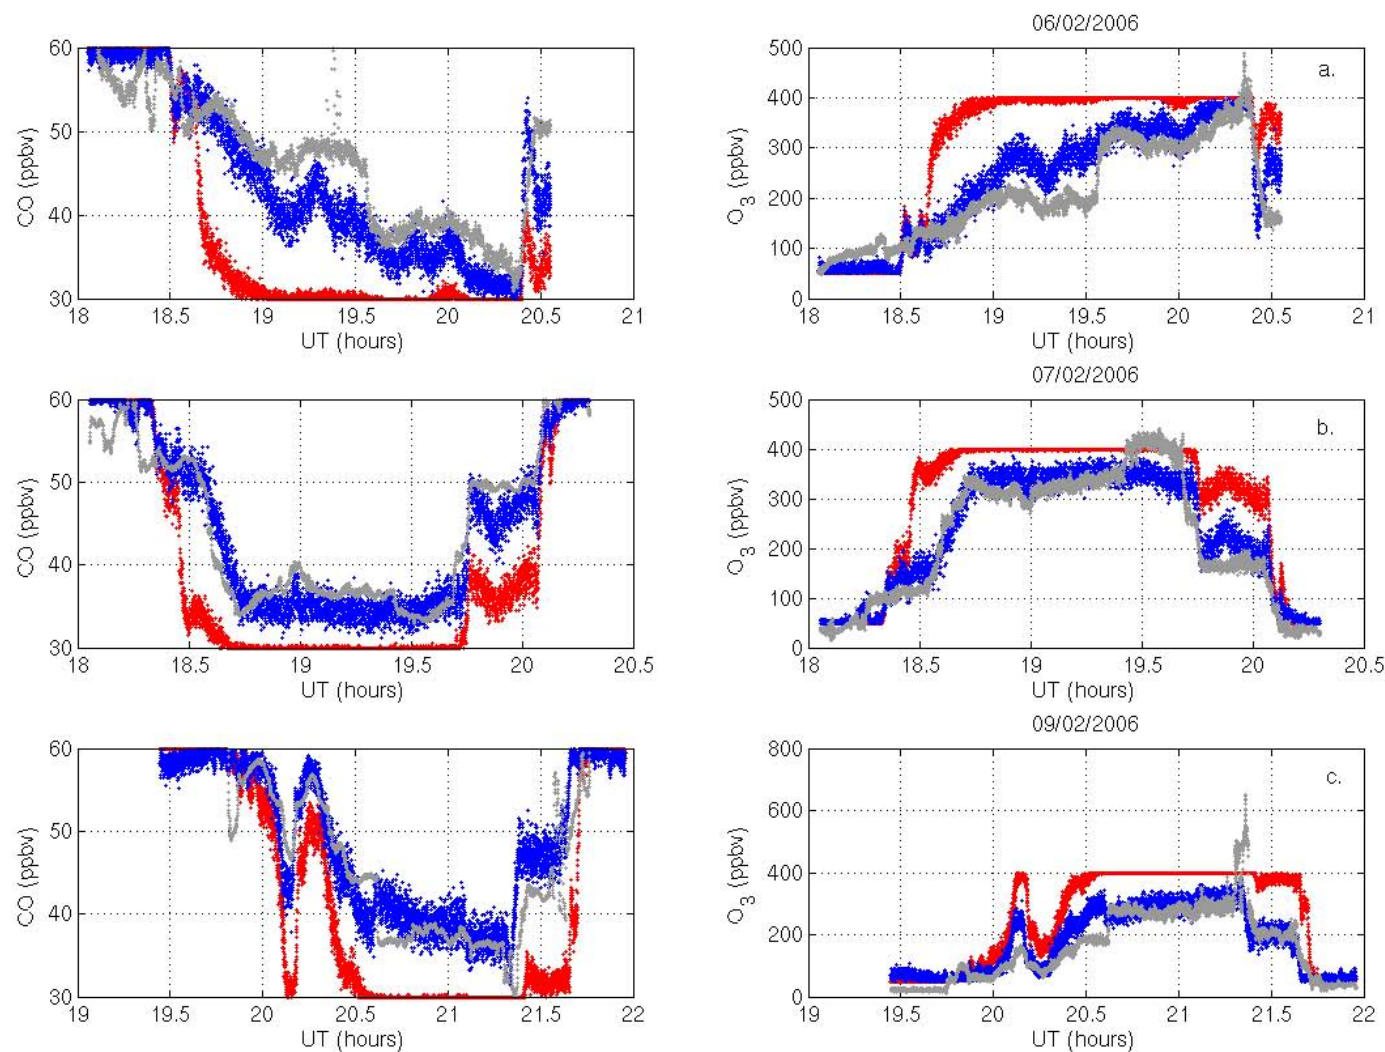 06/02/2006
60
50
40
30
CO (ppbv)
18 18.5 19 19.5 20 20.5 21
UT (hours)
500
400
300
200
100
0
O3 (ppbv)
a.
18 18.5 19 19.5 20 20.5 21
UT (hours)
07/02/2006
60
50
40
30
CO (ppbv)
18 18.5 19 19.5 20 20.5
UT (hours)
500
400
300
200
100
0
O3 (ppbv)
b.
18 18.5 19 19.5 20 20.5
UT (hours)
09/02/2006
60
50
40
30
CO (ppbv)
19 19.5 20 20.5 21 21.5 22
UT (hours)
800
600
400
200
0
O3 (ppbv)
c.
19 19.5 20 20.5 21 21.5 22
UT (hours)